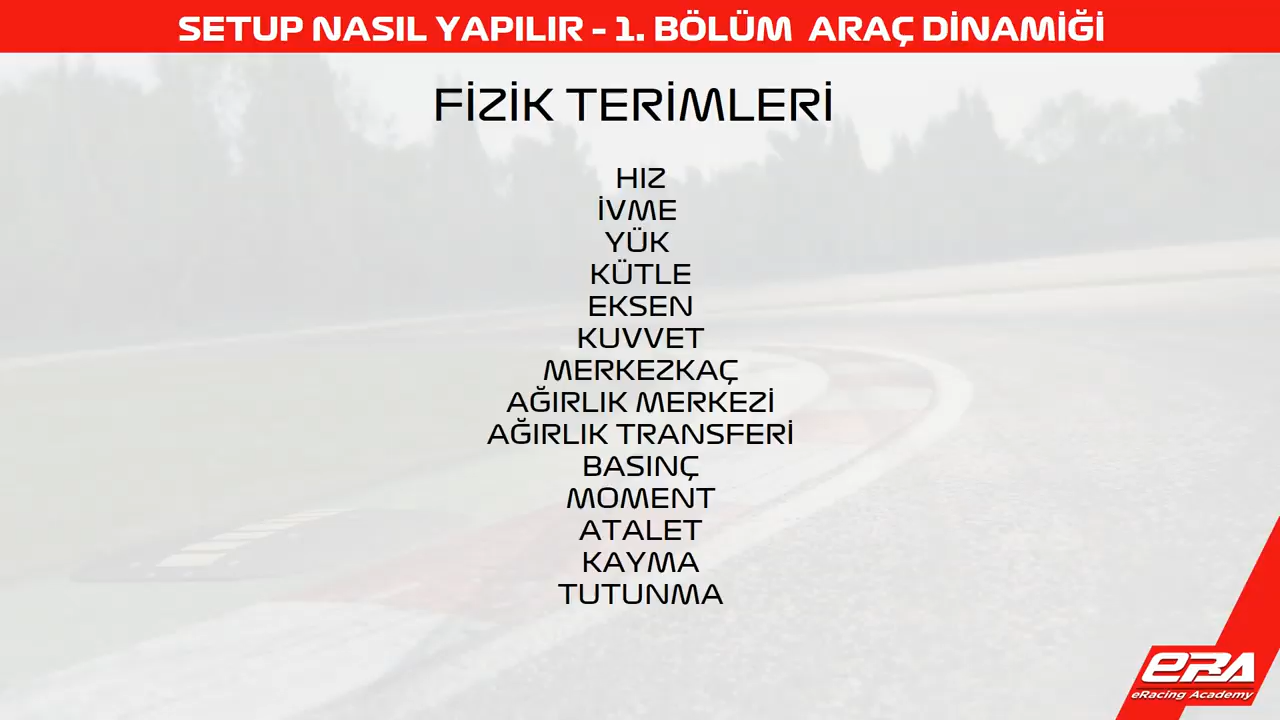 SETUP NASIL YAPILIR - 1. BÖLÜM ARAÇ DİNAMİĞİ
FİZİK TERİMLERİ
HIZ
İVME
YÜK
KÜTLE
EKSEN
KUVVET
MERKEZKAÇ
AĞIRLIK MERKEZİ
AĞIRLIK TRANSFERİ
BASINÇ
MOMENT
ATALET
KAYMA
TUTUNMA
eRA
eRacing Academy